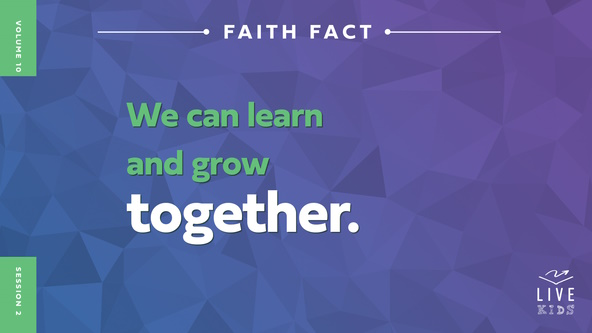 FAITH FACT
VOLUME 10
We can learn
and grow
together.
SESSION 2
LIVE
KIDS